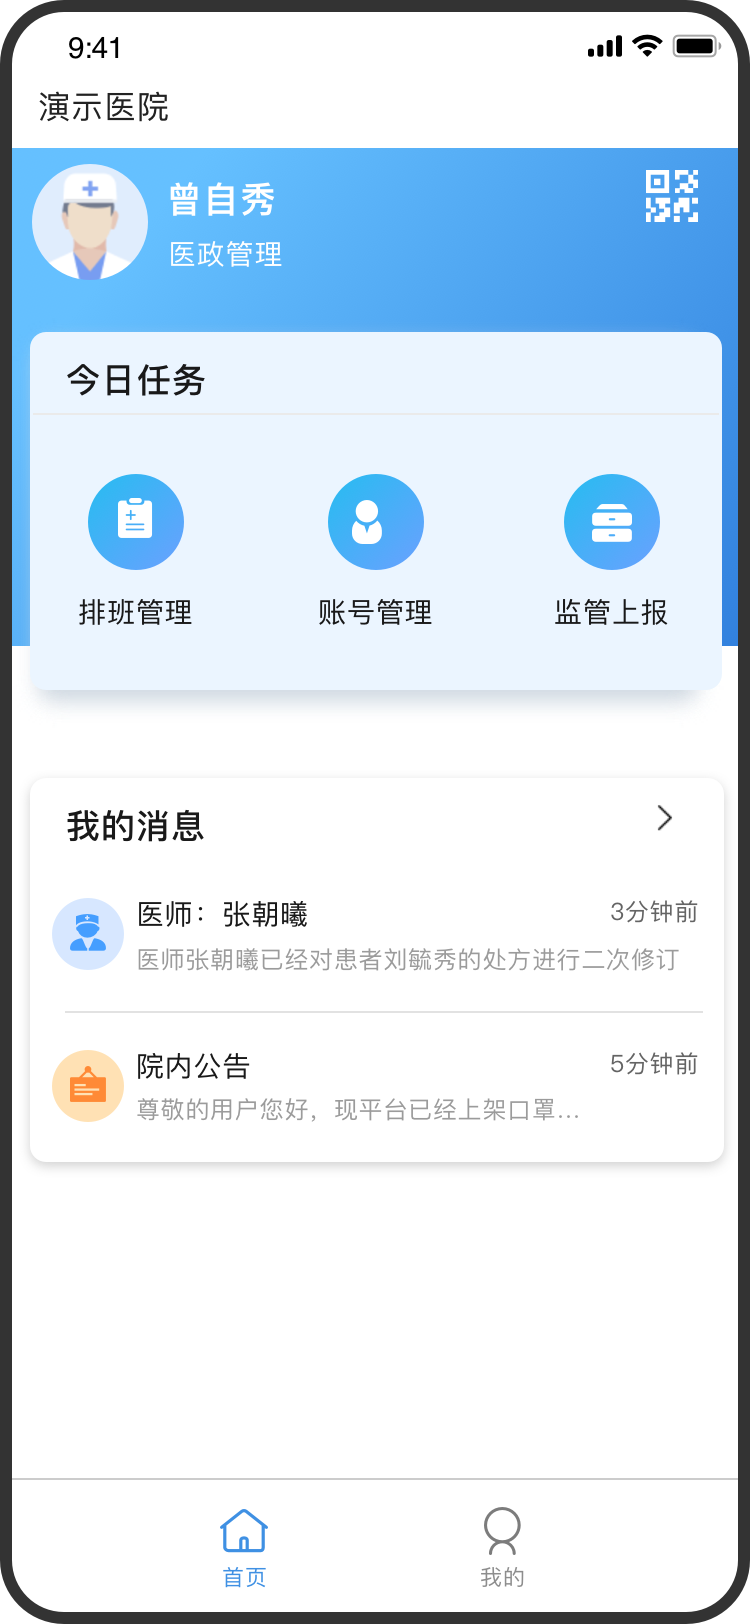 9:41
演示医院
曾自秀
医政管理
今日任务
排班管理
账号管理
监管上报
我的消息
医师：张朝曦
3分钟前
医师张朝曦已经对患者刘毓秀的处方进行二次修订
院内公告
5分钟前
尊敬的用户您好，现平台已经上架口罩...
首页
我的